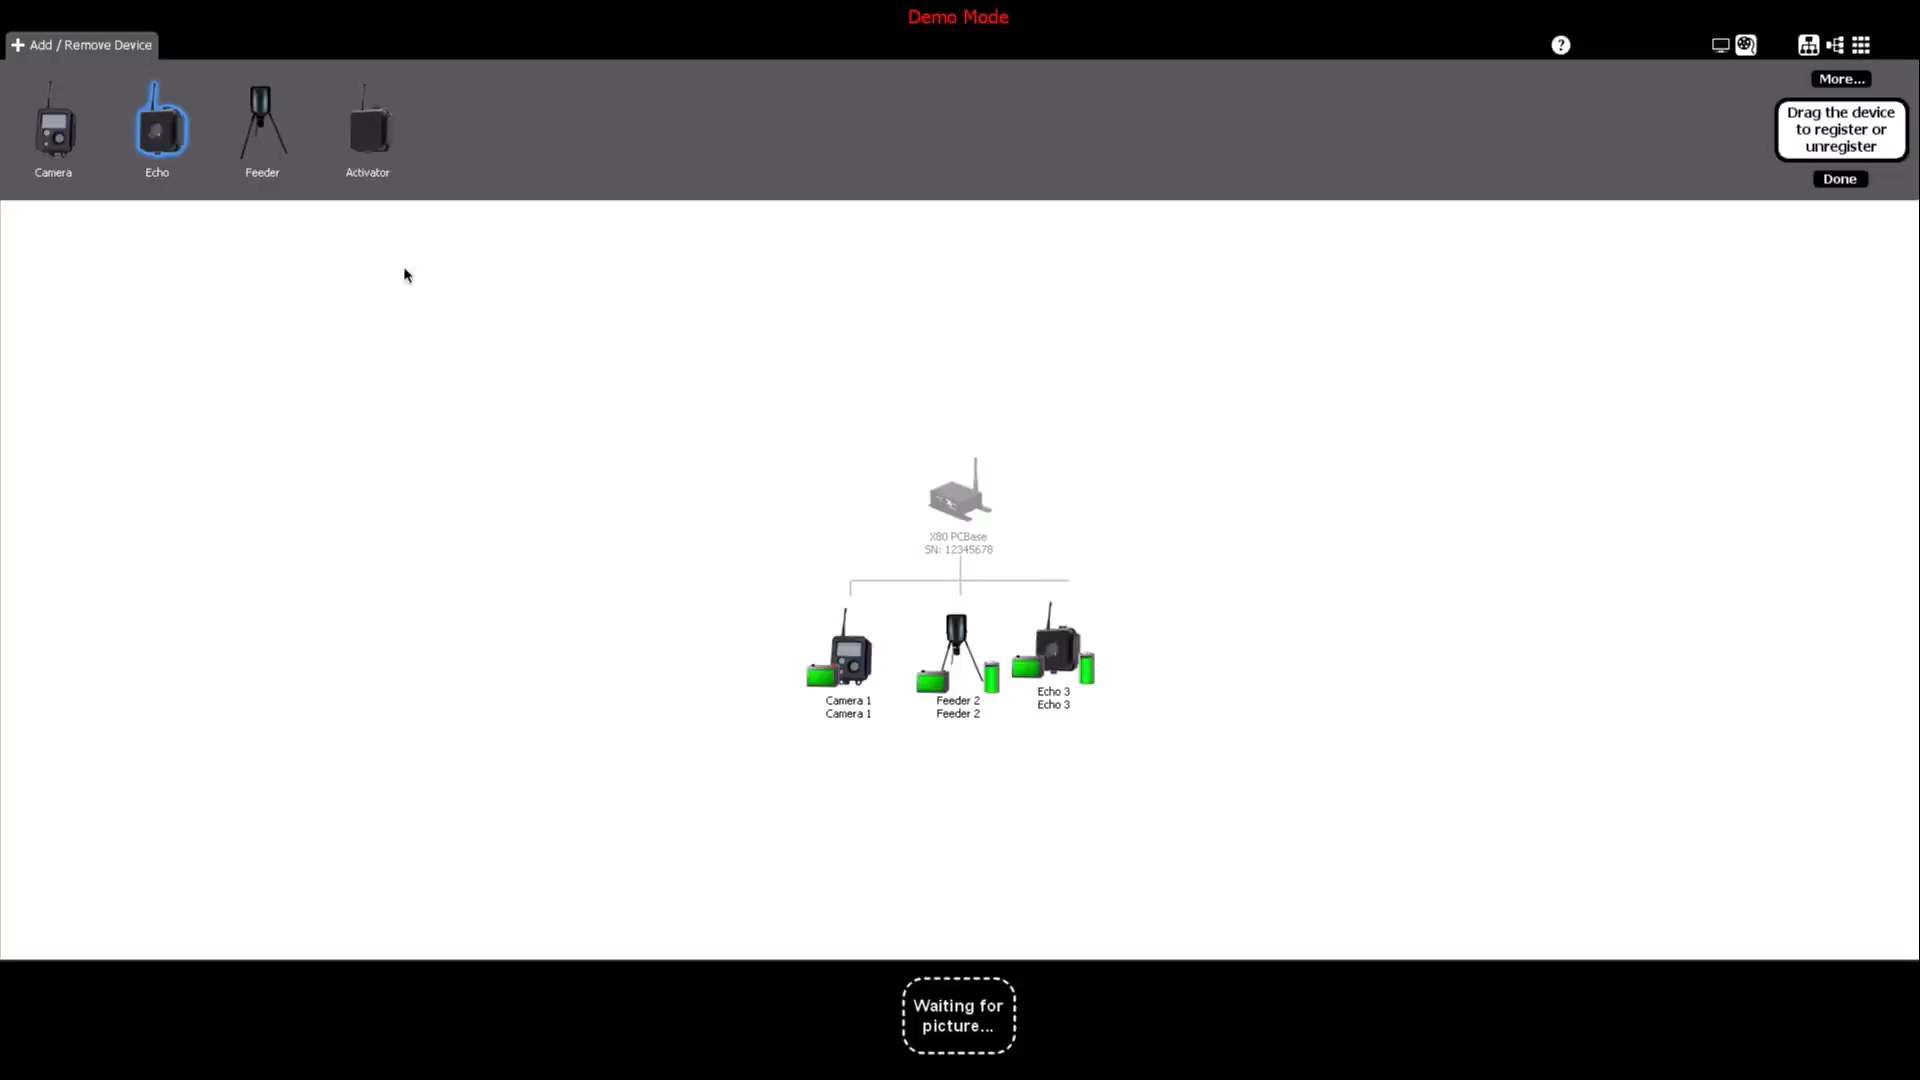 Demo Mode
Add / Remove Device
?
More...
Drag the device
to register or
unregister
Camera
Echo
Feeder
Activator
Done
X80 PCBase
SN: 12345678
Camera 1
Camera 1
Feeder 2
Feeder 2
Echo 3
Echo 3
Waiting for
picture...